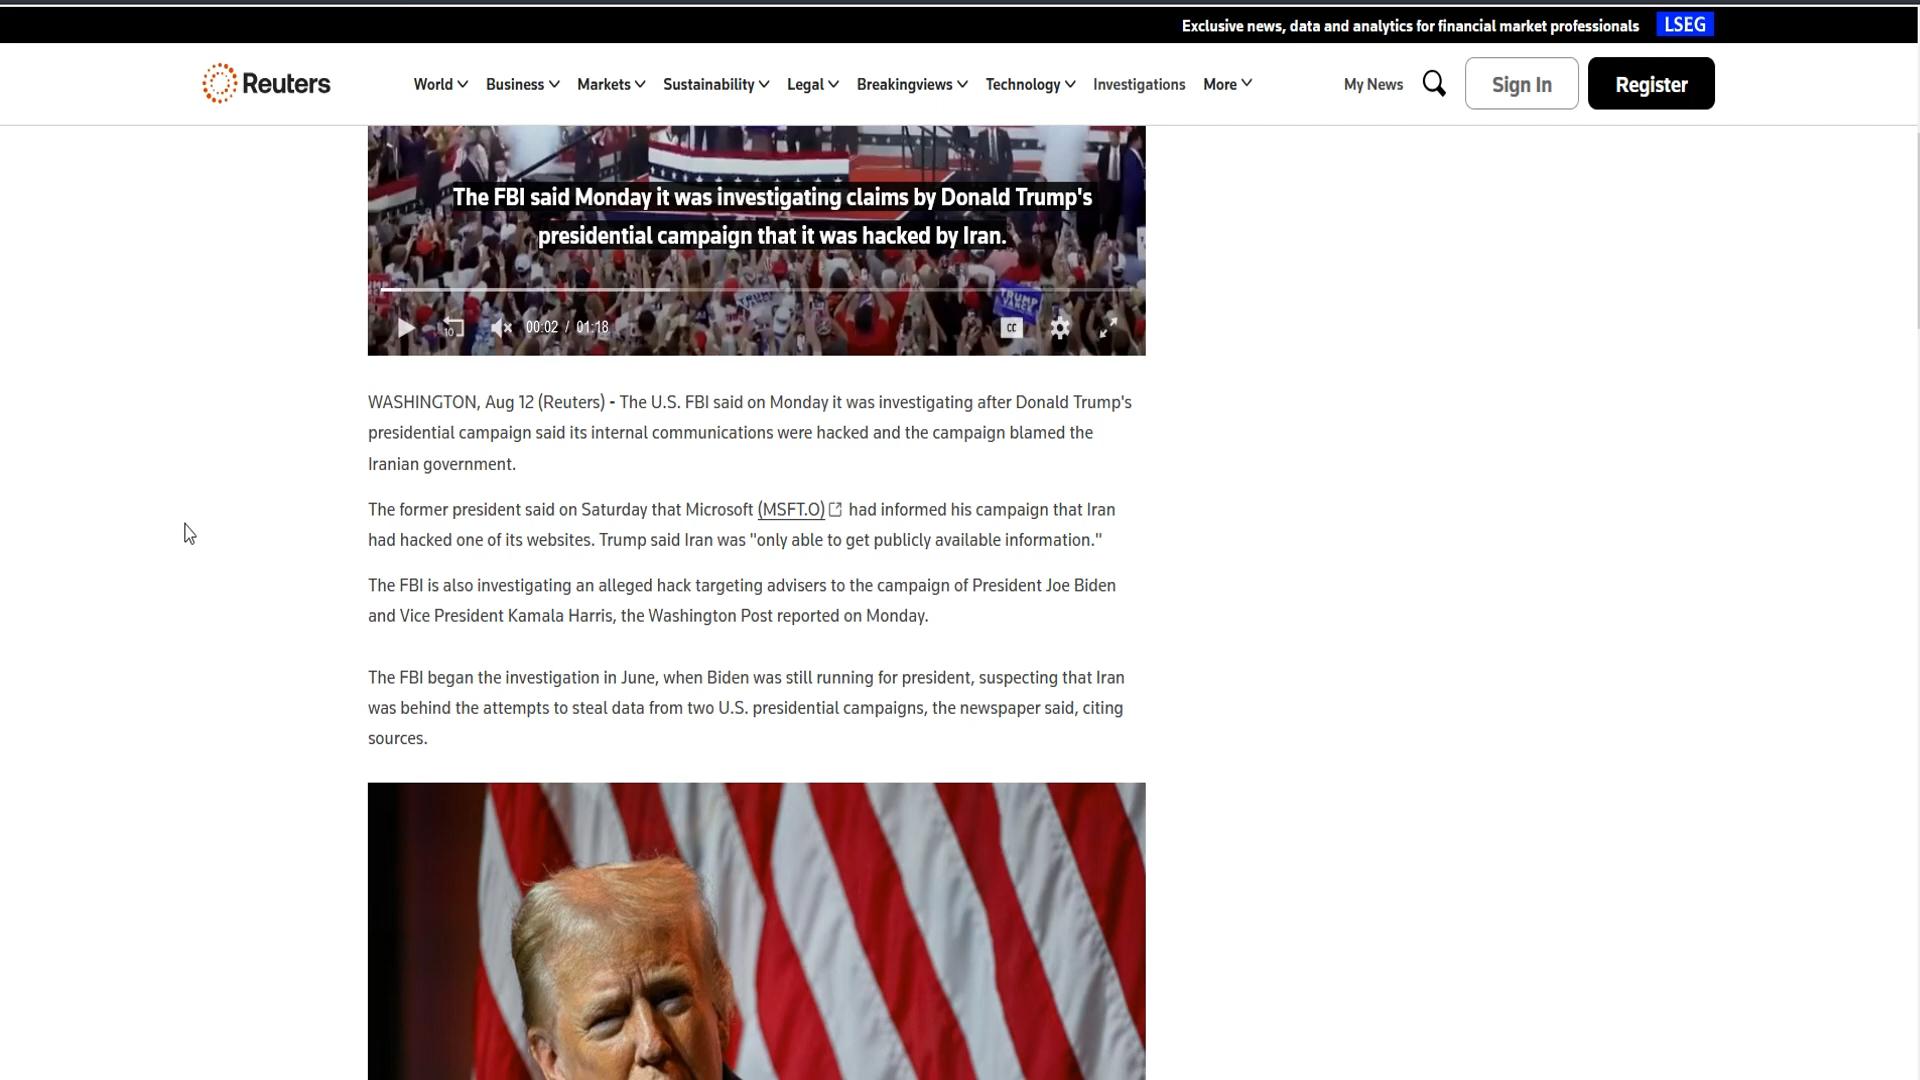 Exclusive news, data and analytics for financial market professionals LSEG
Reuters World Business Markets Sustainability Legal Breakingviews Technology Investigations More My News Sign In Register
The FBI said Monday it was investigating claims by Donald Trump's
presidential campaign that it was hacked by Iran.
TRUMP
VANCE
TRUMP
VANCE
10 00:02 / 01:18 CC
WASHINGTON, Aug 12 (Reuters) - The U.S. FBI said on Monday it was investigating after Donald Trump's
presidential campaign said its internal communications were hacked and the campaign blamed the
Iranian government.
The former president said on Saturday that Microsoft (MSFT.O) had informed his campaign that Iran
had hacked one of its websites. Trump said Iran was "only able to get publicly available information."
The FBI is also investigating an alleged hack targeting advisers to the campaign of President Joe Biden
and Vice President Kamala Harris, the Washington Post reported on Monday.
The FBI began the investigation in June, when Biden was still running for president, suspecting that Iran
was behind the attempts to steal data from two U.S. presidential campaigns, the newspaper said, citing
sources.